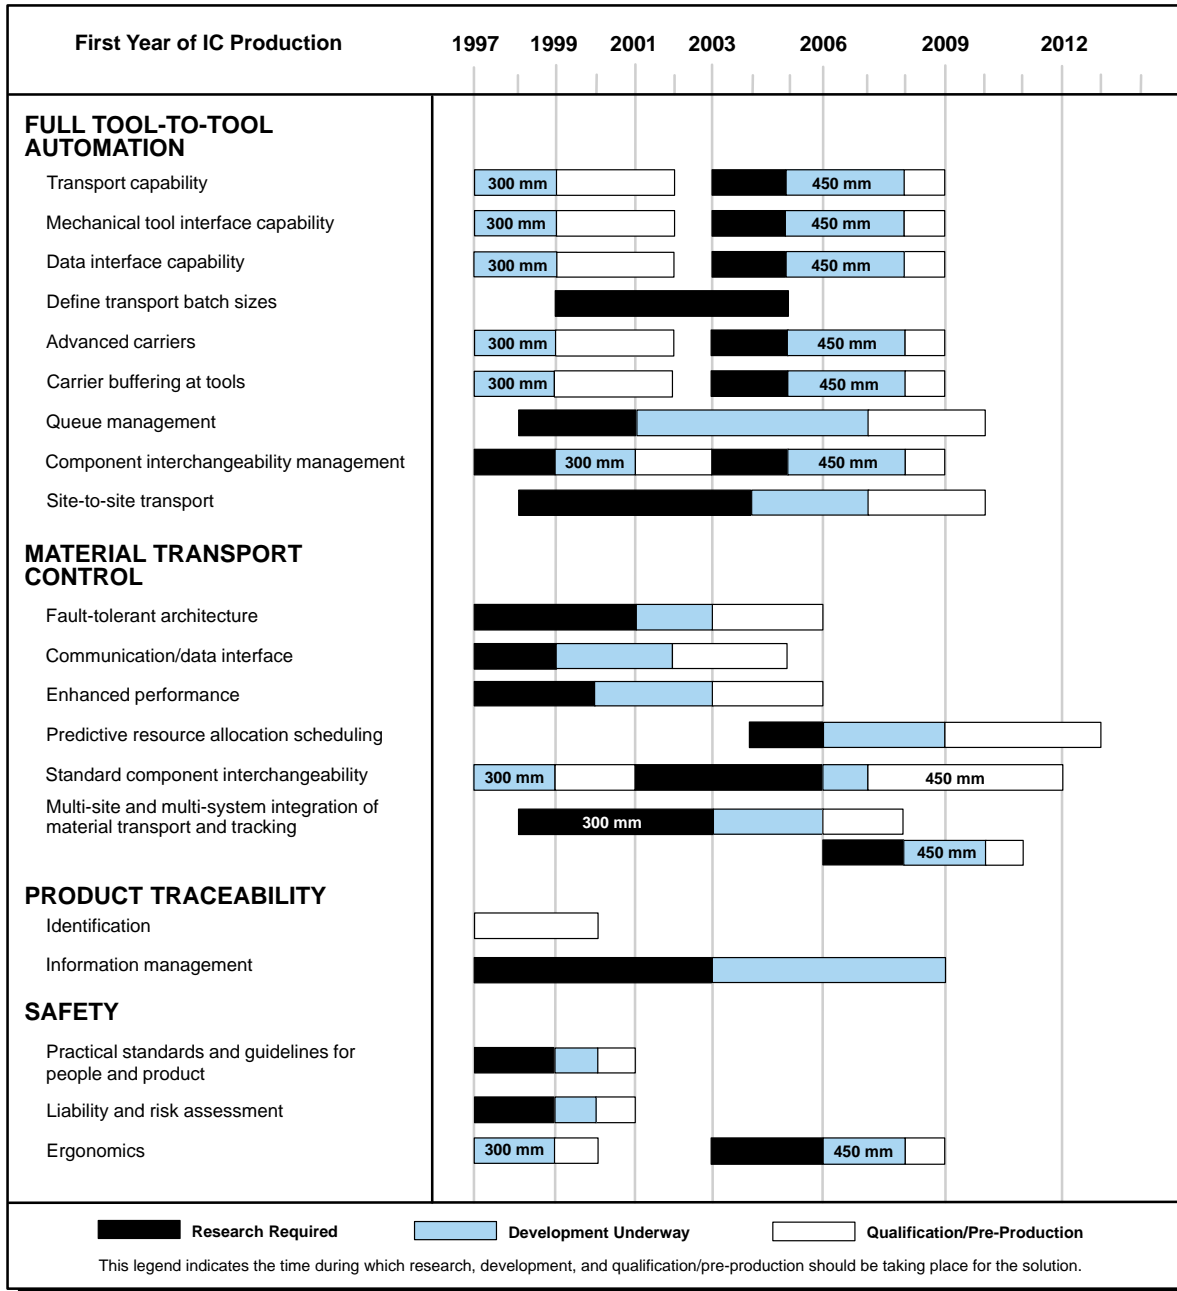 First Year of IC Production 1997 1999 2001 2003 2006 2009 2012
FULL TOOL-TO-TOOL
AUTOMATION
Transport capability 300 mm 450 mm
Mechanical tool interface capability 300 mm 450 mm
Data interface capability 300 mm 450 mm
Define transport batch sizes
Advanced carriers 300 mm 450 mm
Carrier buffering at tools 300 mm 450 mm
Queue management
Component interchangeability management 300 mm 450 mm
Site-to-site transport
MATERIAL TRANSPORT
CONTROL
Fault-tolerant architecture
Communication/data interface
Enhanced performance
Predictive resource allocation scheduling
Standard component interchangeability 300 mm 450 mm
Multi-site and multi-system integration of
material transport and tracking 300 mm
450 mm
PRODUCT TRACEABILITY
Identification
Information management
SAFETY
Practical standards and guidelines for
people and product
Liability and risk assessment
Ergonomics 300 mm 450 mm
Research Required Development Underway Qualification/Pre-Production
This legend indicates the time during which research, development, and qualification/pre-production should be taking place for the solution.